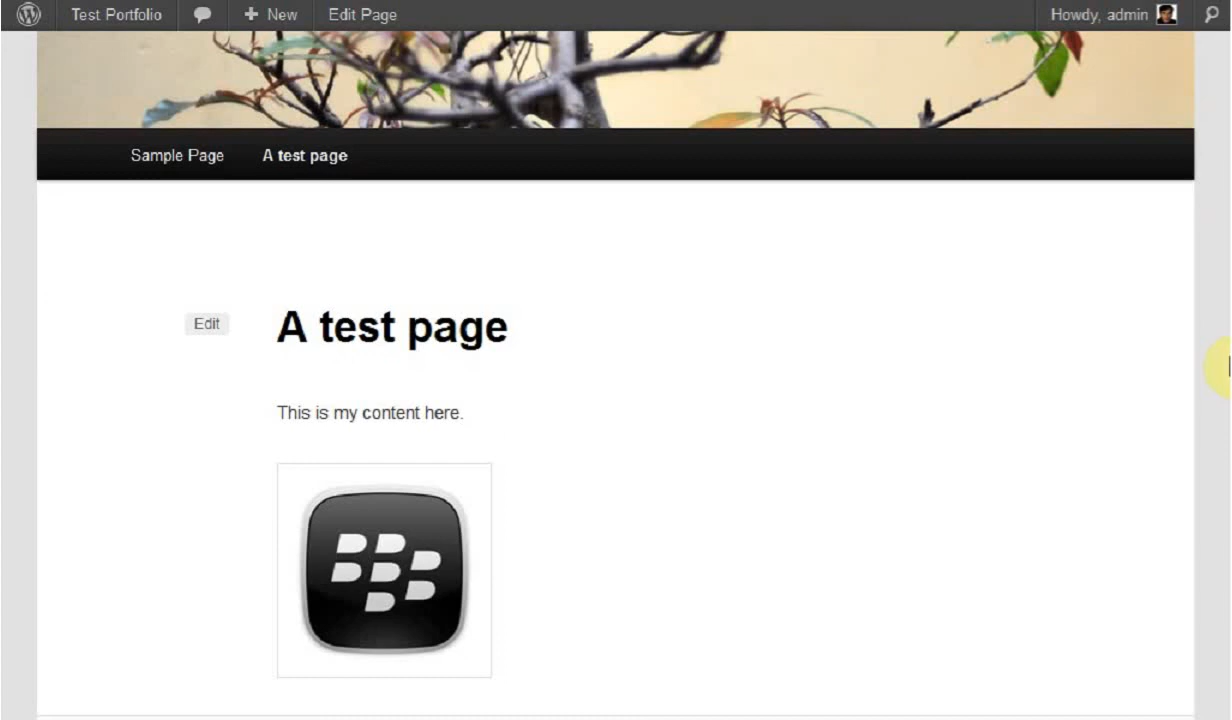 Test Portfolio
New
Edit Page
Howdy, admin
Sample Page
A test page
Edit
A test page
This is my content here.